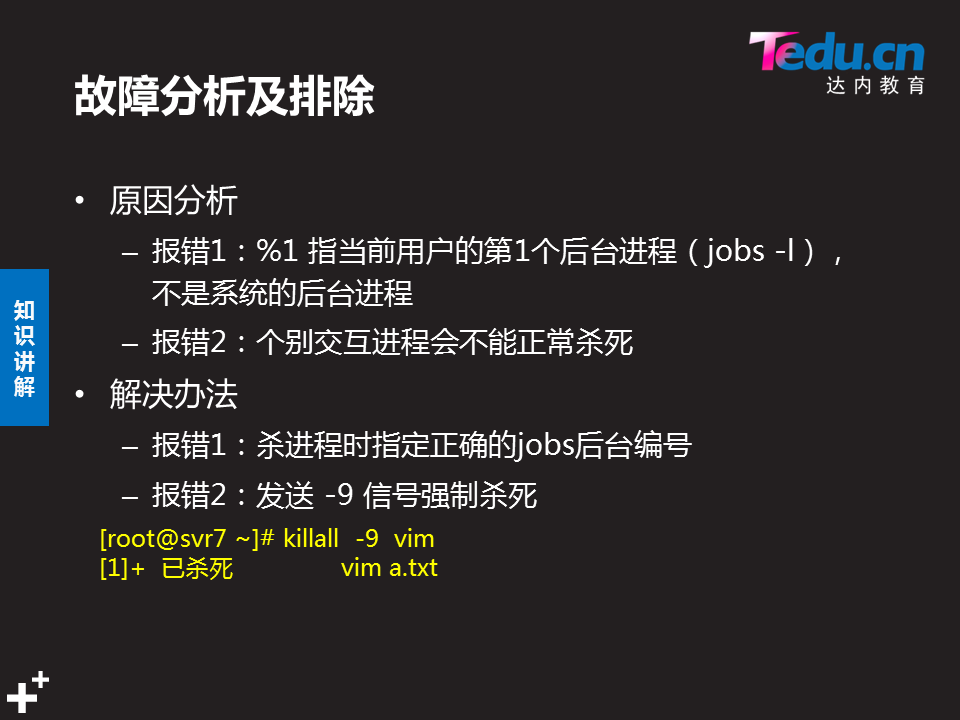 Tedu.cn
达内教育
故障分析及排除
• 原因分析
– 报错1：%1 指当前用户的第1个后台进程（jobs -l），
不是系统的后台进程
– 报错2：个别交互进程会不能正常杀死
• 解决办法
– 报错1：杀进程时指定正确的jobs后台编号
– 报错2：发送 -9 信号强制杀死
[root@svr7 ~]# killall -9 vim
[1]+ 已杀死 vim a.txt
知
识
讲
解